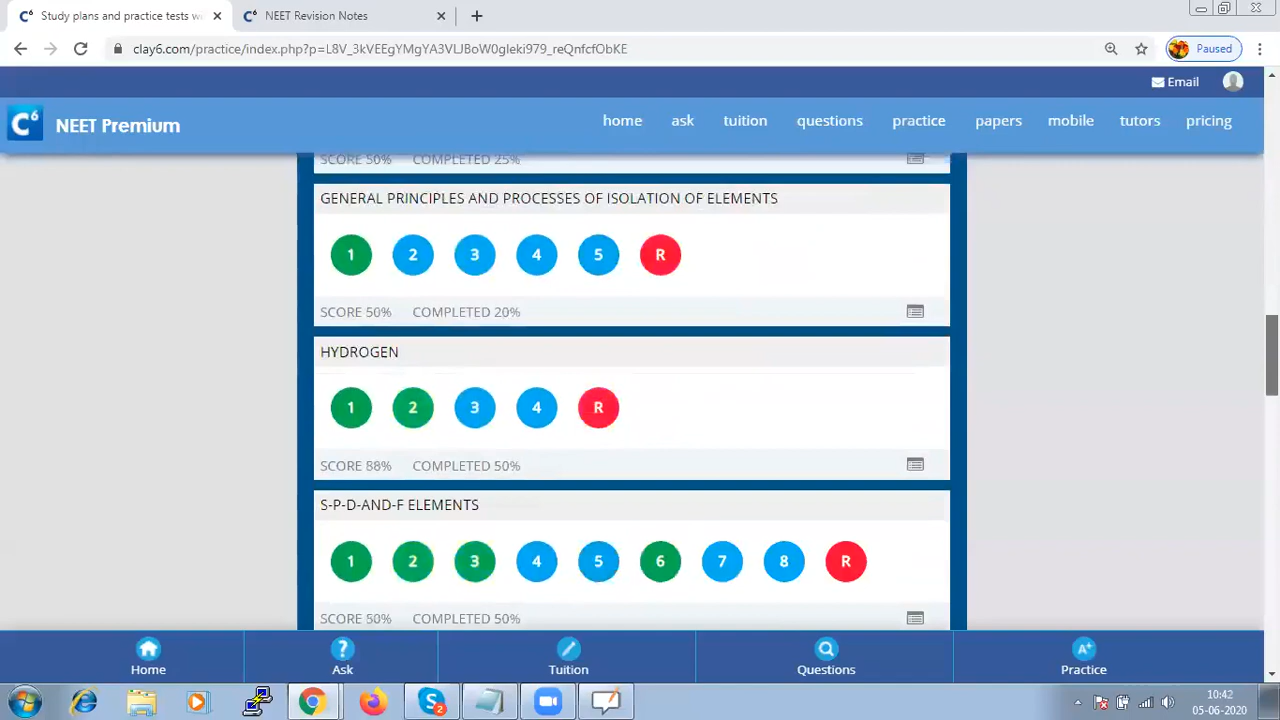 Study plans and practice tests w
NEET Revision Notes
clay6.com/practice/index.php?p=L8V_3kVEEgYMgYA3VLJBoW0gleki979_reQnfcfObKE
Paused
Email
C6
NEET Premium
home
ask
tuition
questions
practice
papers
mobile
tutors
pricing
SCORE 50% COMPLETED 25%
GENERAL PRINCIPLES AND PROCESSES OF ISOLATION OF ELEMENTS
1 2 3 4 5 R
SCORE 50% COMPLETED 20%
HYDROGEN
1 2 3 4 R
SCORE 88% COMPLETED 50%
S-P-D-AND-F ELEMENTS
1 2 3 4 5 6 7 8 R
SCORE 50% COMPLETED 50%
Home
Ask
Tuition
Questions
Practice
10:42
05-06-2020